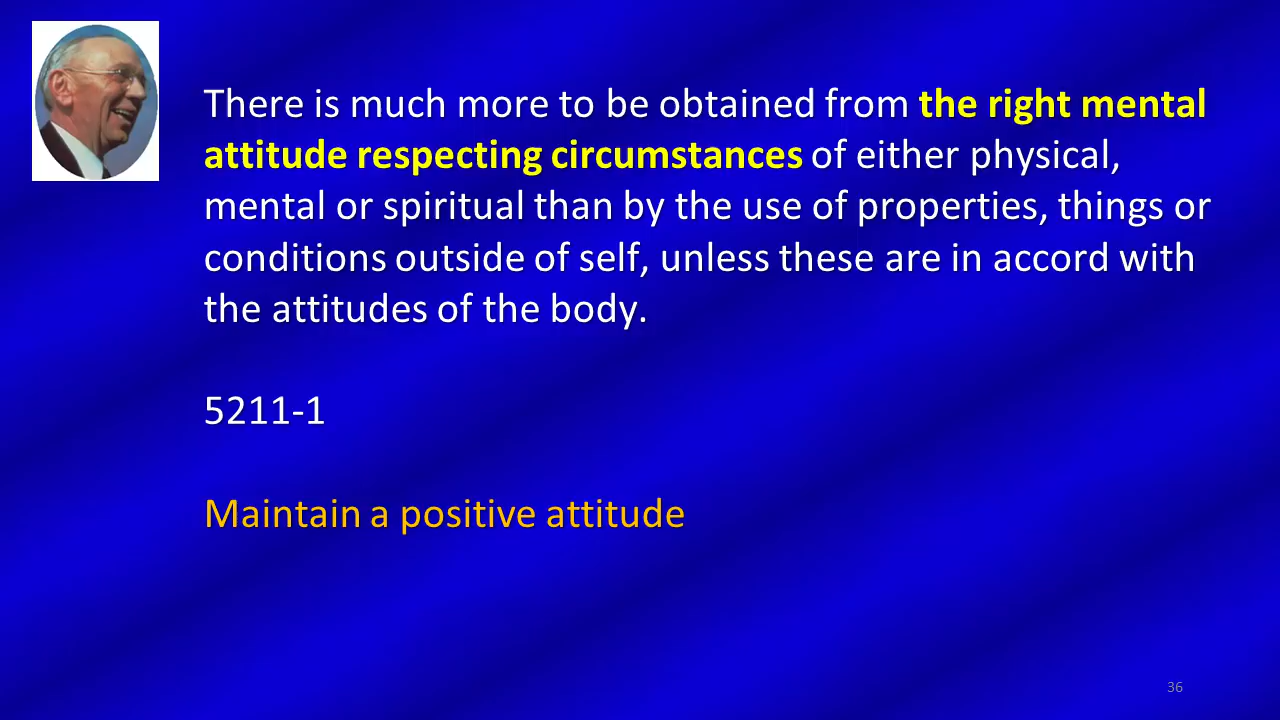 There is much more to be obtained from the right mental
attitude respecting circumstances of either physical,
mental or spiritual than by the use of properties, things or
conditions outside of self, unless these are in accord with
the attitudes of the body.
5211-1
Maintain a positive attitude
36